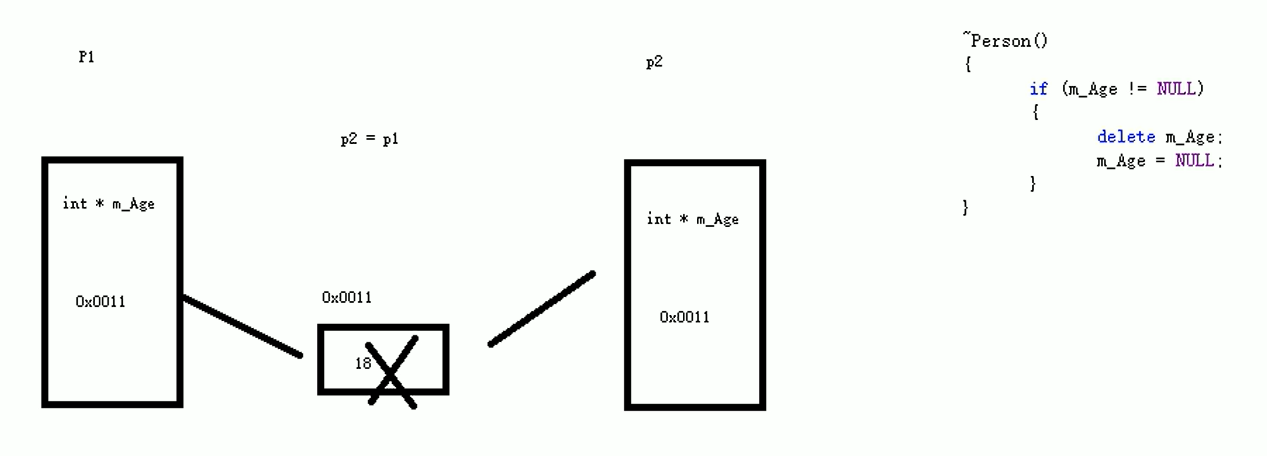 P1
p2
p2 = p1
int * m_Age
0x0011
0x0011
18
int * m_Age
0x0011
~Person()
{
if (m_Age != NULL)
{
delete m_Age;
m_Age = NULL;
}
}